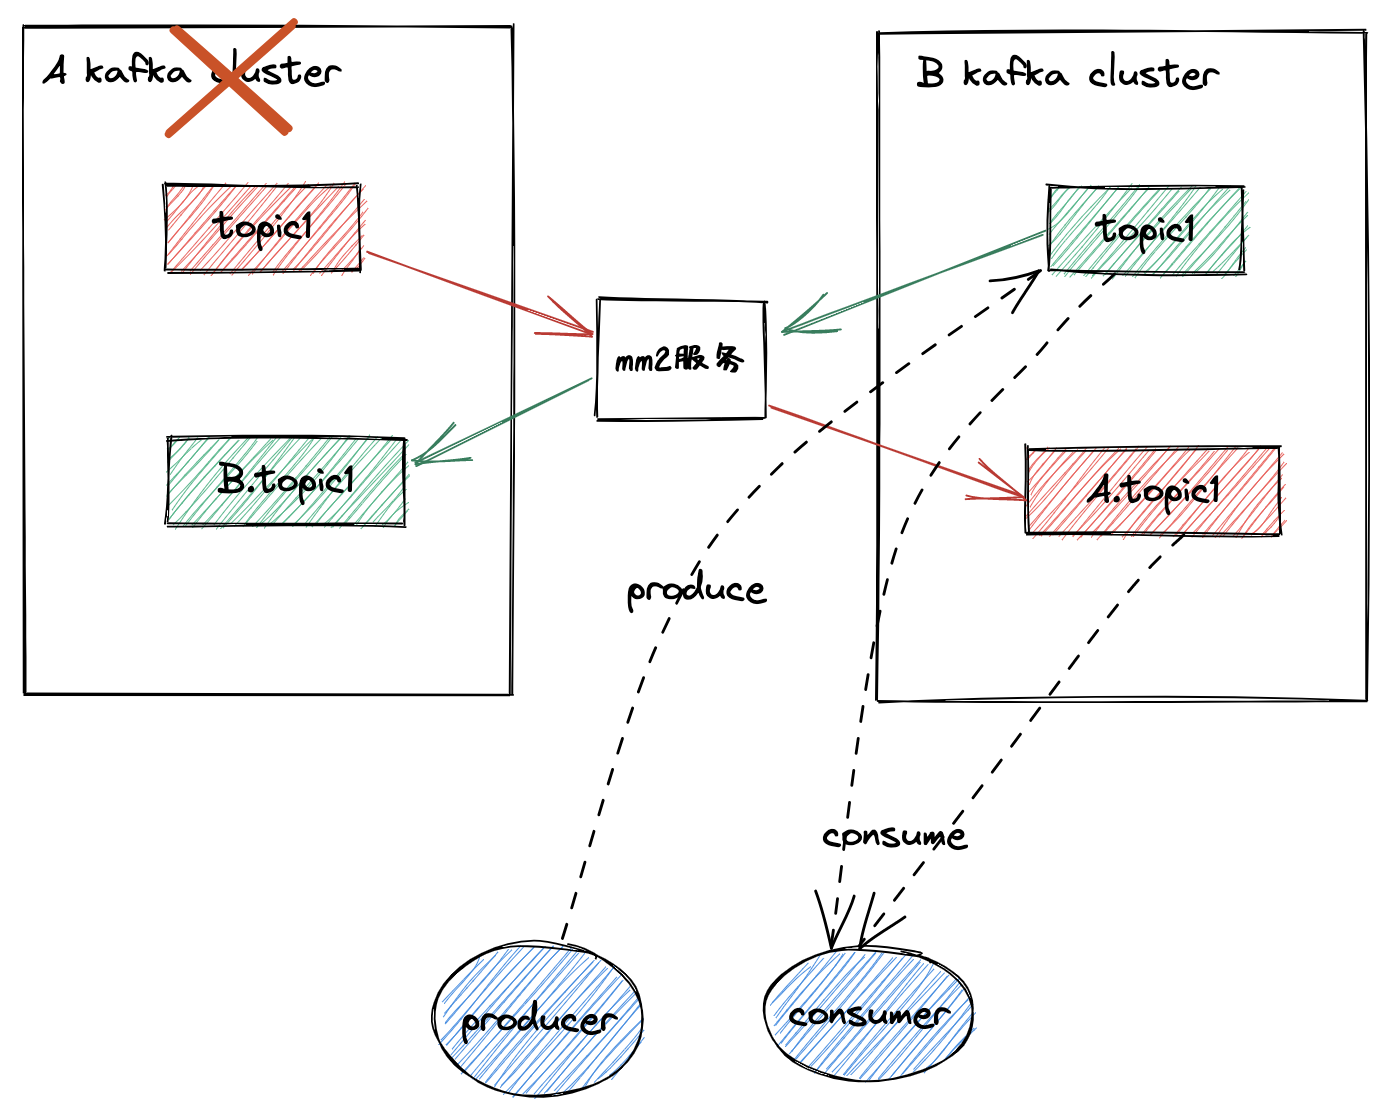 A kafka cluster
B kafka cluster
topic1
topic1
mm2服务
B.topic1
A.topic1
produce
consume
producer
consumer